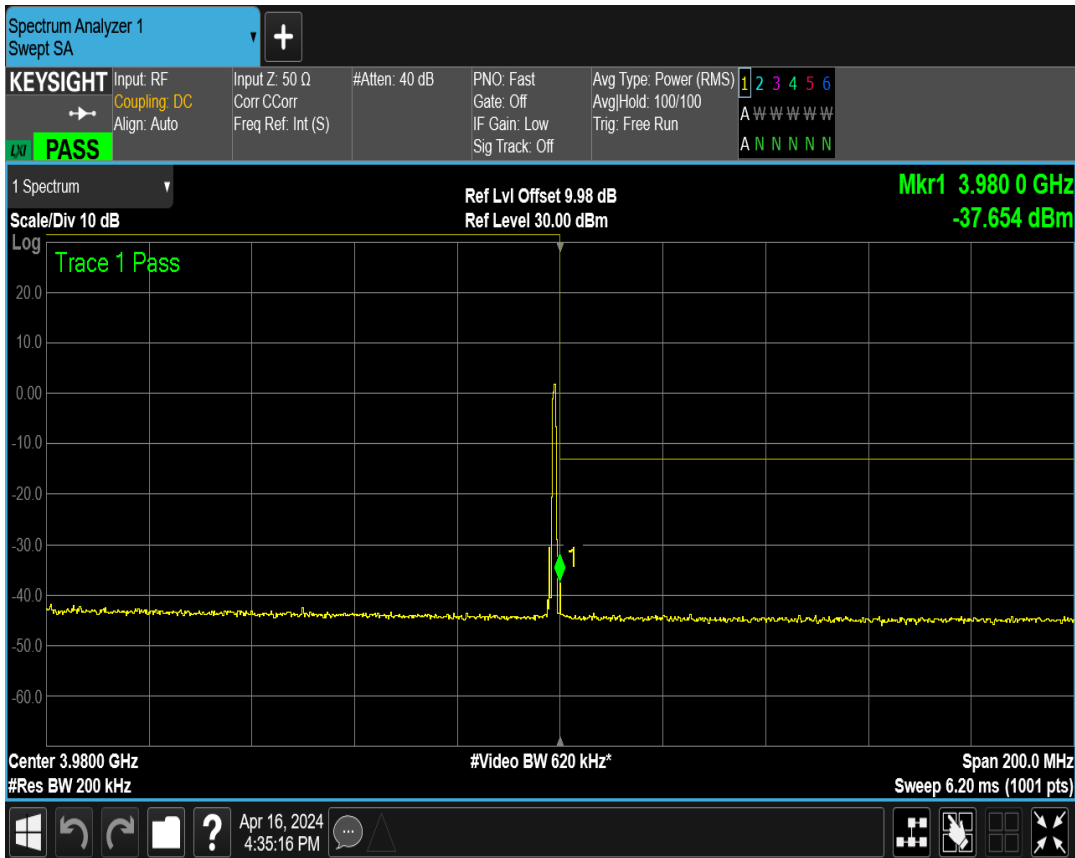 Spectrum Analyzer 1
Swept SA
+
KEYSIGHT
LXI PASS
Input: RF
Coupling: DC
Align: Auto
Input Z: 50 Ω
Corr CCorr
Freq Ref: Int (S)
#Atten: 40 dB
PNO: Fast
Gate: Off
IF Gain: Low
Sig Track: Off
Avg Type: Power (RMS)
Avg|Hold: 100/100
Trig: Free Run
1 2 3 4 5 6
A W W W W W
A N N N N N
1 Spectrum
Scale/Div 10 dB
Ref Lvl Offset 9.98 dB
Ref Level 30.00 dBm
Mkr1 3.980 0 GHz
-37.654 dBm
Log
Trace 1 Pass
20.0
10.0
0.00
-10.0
-20.0
-30.0
-40.0
-50.0
-60.0
1
Center 3.9800 GHz
#Res BW 200 kHz
#Video BW 620 kHz*
Span 200.0 MHz
Sweep 6.20 ms (1001 pts)
?
Apr 16, 2024
4:35:16 PM